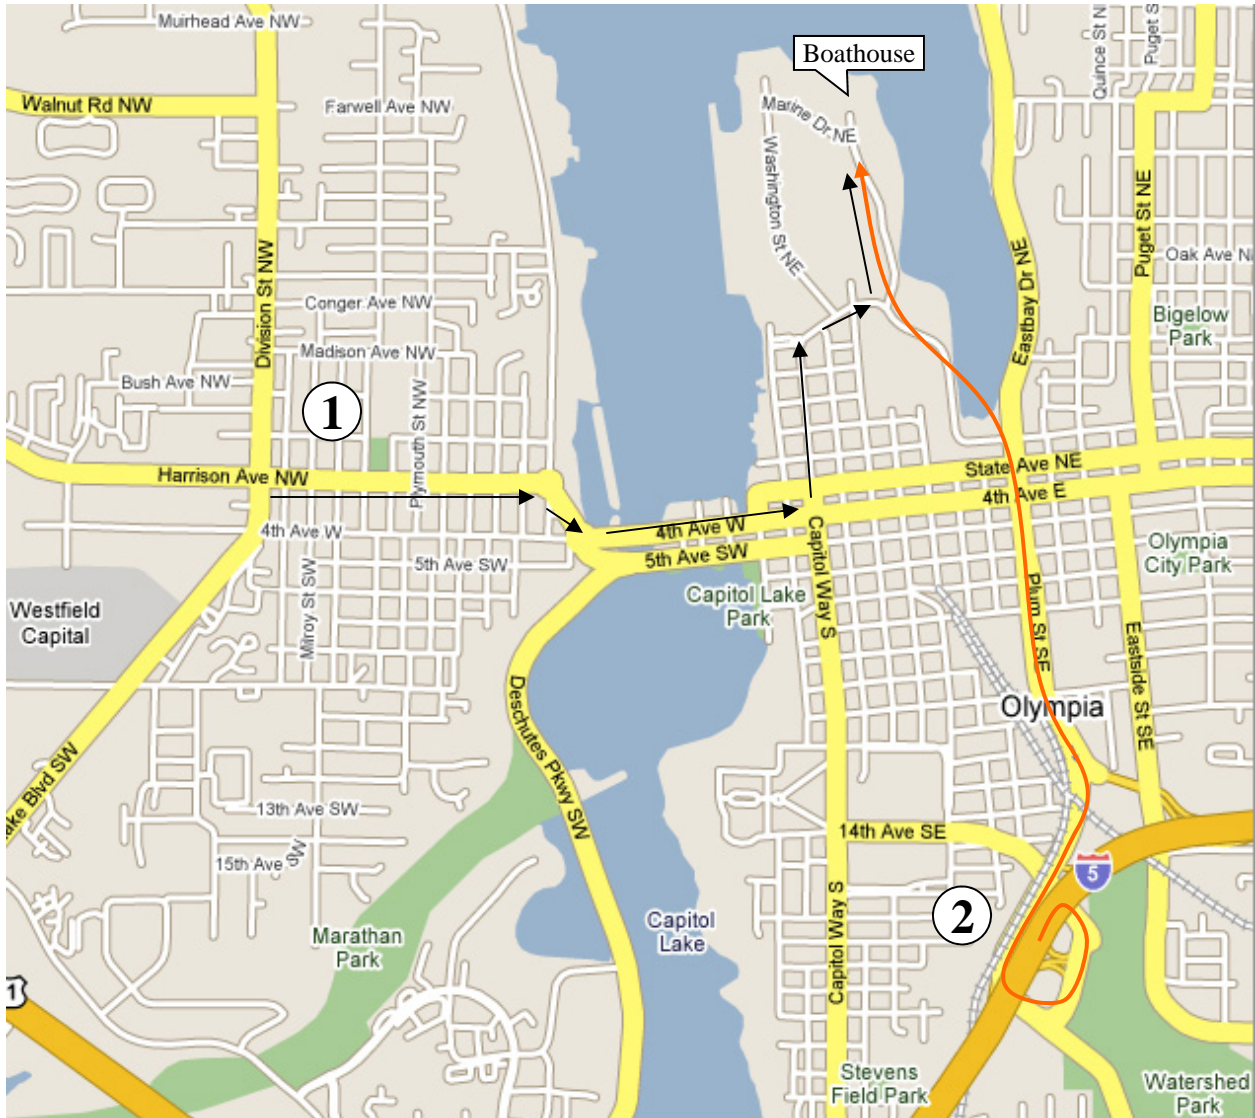 Muirhead Ave NW
Quince St N
Puget St
Boathouse
Walnut Rd NW
Farwell Ave NW
Marine Dr NE
Washington St NE
Division St NW
Eastbay Dr NE
Puget St NE
Oak Ave N
Conger Ave NW
Bigelow
Park
Madison Ave NW
Bush Ave NW
1
Plymouth St NW
Harrison Ave NW
State Ave NE
4th Ave E
4th Ave W
4th Ave W
5th Ave SW
5th Ave SW
Capitol Way S
Olympia
City Park
Capitol Lake
Park
Westfield
Capital
Milroy St SW
Plum St SE
Eastside St SE
Deschutes Pkwy SW
Olympia
ake Blvd SW
13th Ave SW
14th Ave SE
15th Ave SW
5
2
Capitol
Lake
Capitol Way S
Marathan
Park
1
Stevens
Field Park
Watershed
Park